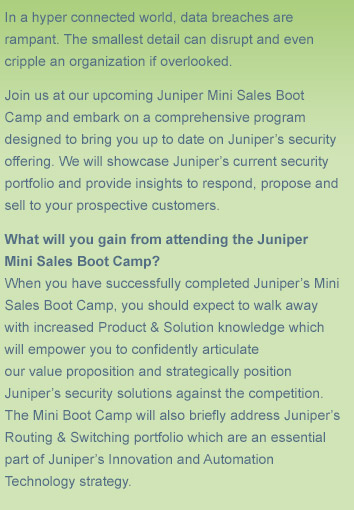 In a hyper connected world, data breaches are
rampant. The smallest detail can disrupt and even
cripple an organization if overlooked.
Join us at our upcoming Juniper Mini Sales Boot
Camp and embark on a comprehensive program
designed to bring you up to date on Juniper's security
offering. We will showcase Juniper's current security
portfolio and provide insights to respond, propose and
sell to your prospective customers.
What will you gain from attending the Juniper
Mini Sales Boot Camp?
When you have successfully completed Juniper's Mini
Sales Boot Camp, you should expect to walk away
with increased Product & Solution knowledge which
will empower you to confidently articulate
our value proposition and strategically position
Juniper's security solutions against the competition.
The Mini Boot Camp will also briefly address Juniper's
Routing & Switching portfolio which are an essential
part of Juniper's Innovation and Automation
Technology strategy.